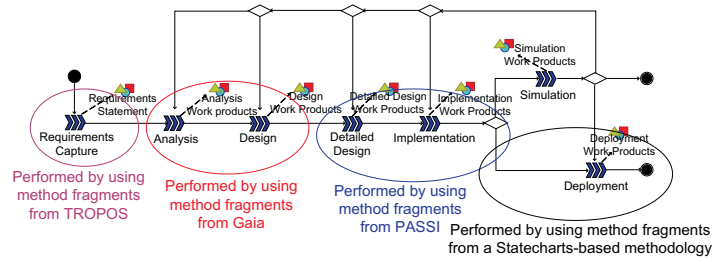 Simulation
Work Products
Simulation
Requirements
Statement
Analysis
Work products
Design
Work Products
Detailed Design
Work Products
Implementation
Work Products
Deployment
Work Products
Requirements
Capture
Analysis
Design
Detailed
Design
Implementation
Deployment
Performed by using
method fragments
from TROPOS
Performed by using
method fragments
from Gaia
Performed by using
method fragments
from PASSI
Performed by using method fragments
from a Statecharts-based methodology